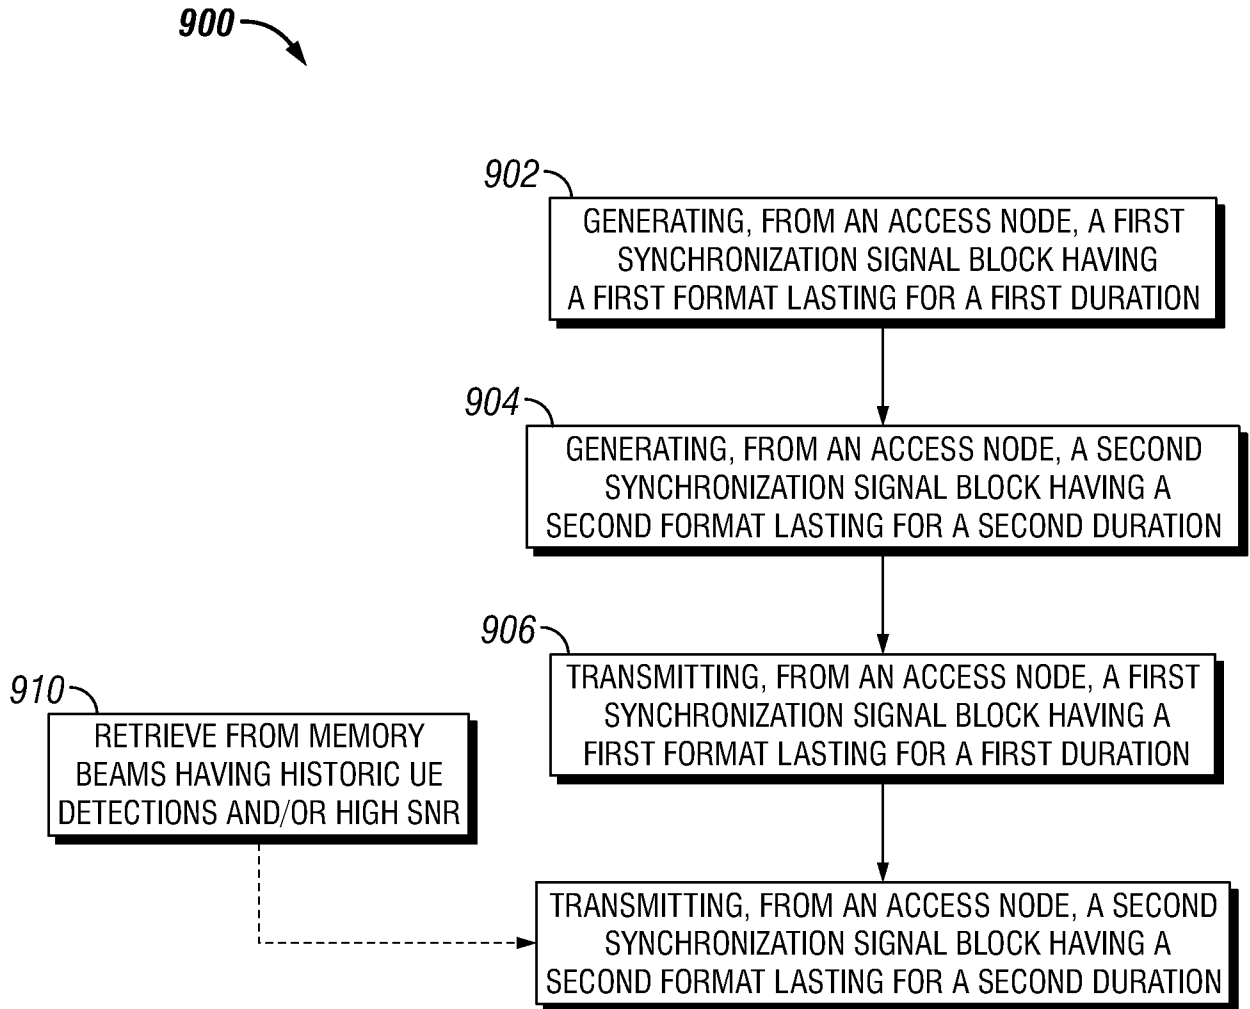 900
902
GENERATING, FROM AN ACCESS NODE, A FIRST
SYNCHRONIZATION SIGNAL BLOCK HAVING
A FIRST FORMAT LASTING FOR A FIRST DURATION
904
GENERATING, FROM AN ACCESS NODE, A SECOND
SYNCHRONIZATION SIGNAL BLOCK HAVING A
SECOND FORMAT LASTING FOR A SECOND DURATION
906
TRANSMITTING, FROM AN ACCESS NODE, A FIRST
SYNCHRONIZATION SIGNAL BLOCK HAVING A
FIRST FORMAT LASTING FOR A FIRST DURATION
910
RETRIEVE FROM MEMORY
BEAMS HAVING HISTORIC UE
DETECTIONS AND/OR HIGH SNR
TRANSMITTING, FROM AN ACCESS NODE, A SECOND
SYNCHRONIZATION SIGNAL BLOCK HAVING A
SECOND FORMAT LASTING FOR A SECOND DURATION